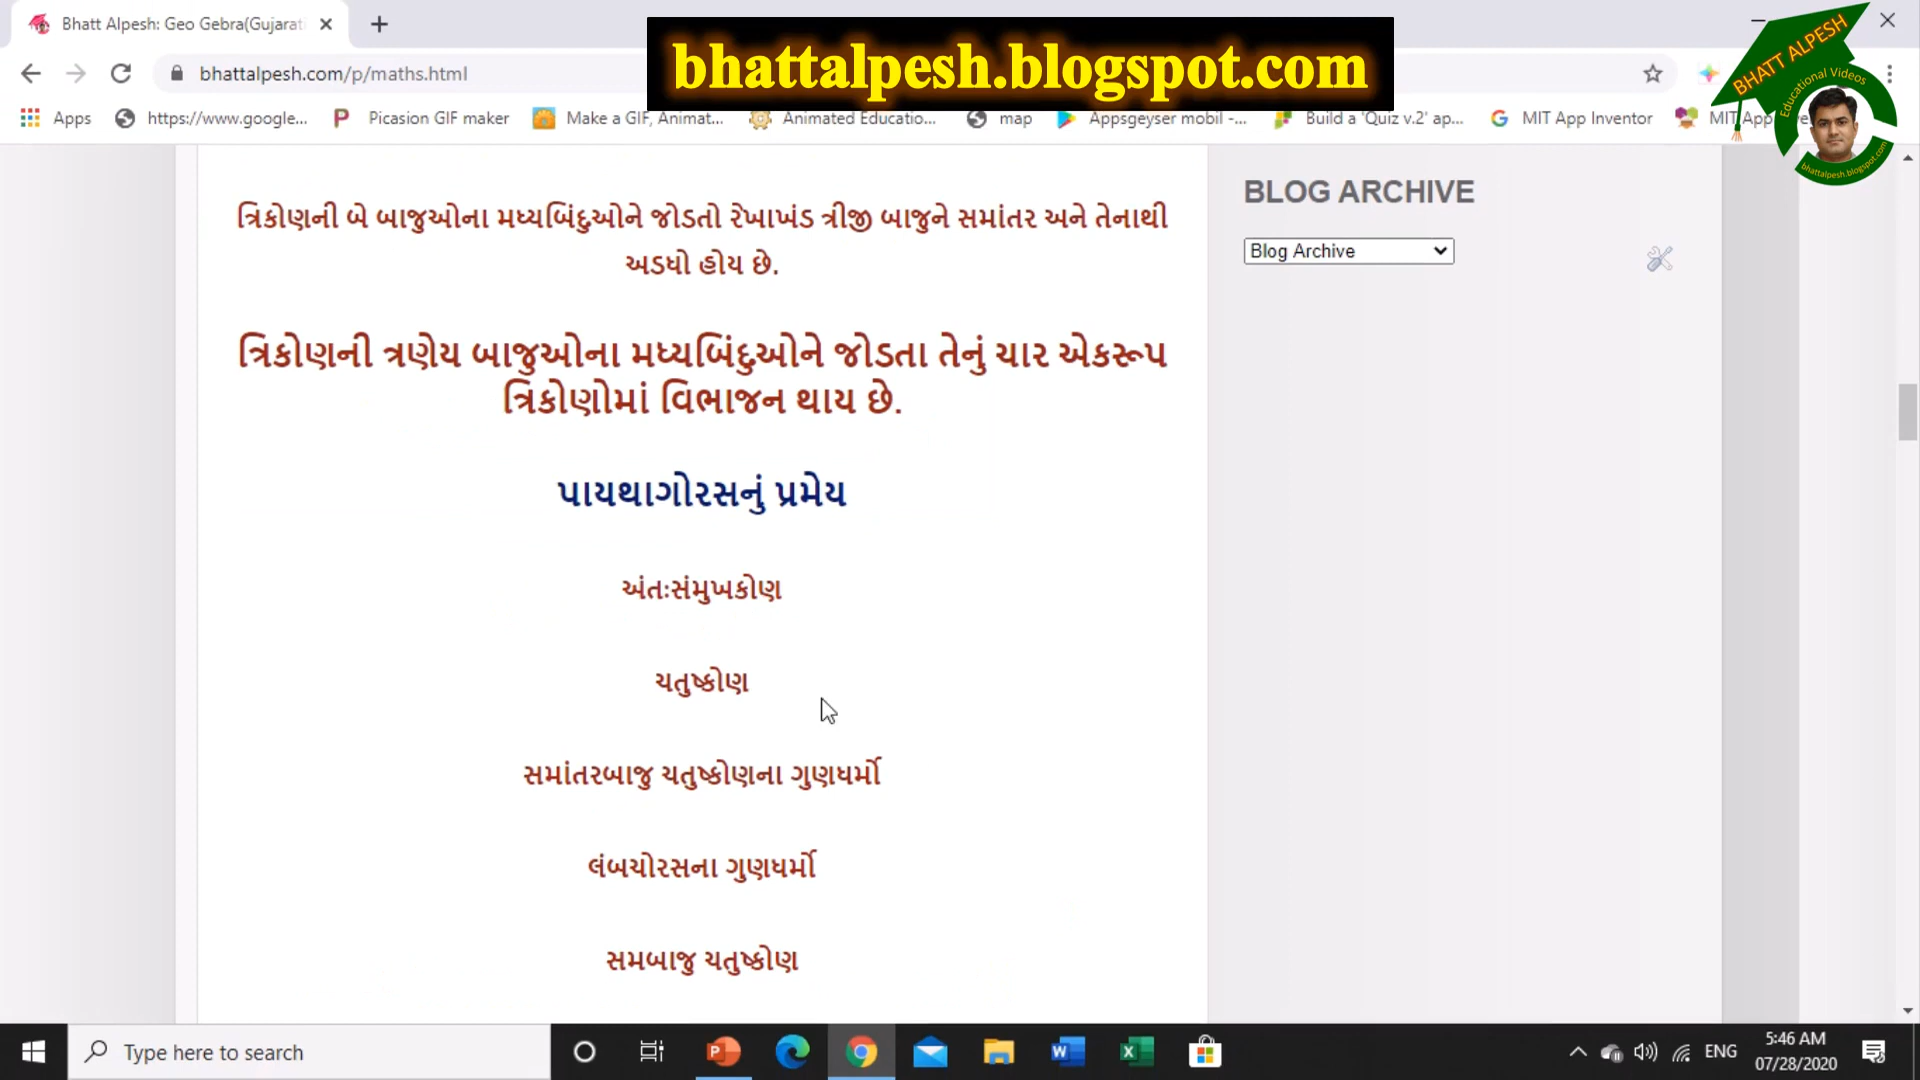 Bhatt Alpesh: Geo Gebra(Gujarati
bhattalpesh.blogspot.com
bhattalpesh.com/p/maths.html
BHATT ALPESH
Educational Videos
bhattalpesh.blogspot.com
Apps
https://www.google...
Picasion GIF maker
Make a GIF, Animat...
Animated Educatio...
map
Appsgeyser mobil -...
Build a 'Quiz v.2' ap...
MIT App Inventor
ત્રિકોણની બે બાજુઓના મધ્યબિંદુઓને જોડતો રેખાખંડ ત્રીજી બાજુને સમાંતર અને તેનાથી
અડધો હોય છે.
ત્રિકોણની ત્રણેય બાજુઓના મધ્યબિંદુઓને જોડતા તેનું ચાર એકરૂપ
ત્રિકોણોમાં વિભાજન થાય છે.
પાયથાગોરસનું પ્રમેય
અંતઃસંમુખકોણ
ચતુષ્કોણ
સમાંતરબાજુ ચતુષ્કોણના ગુણધર્મો
લંબચોરસના ગુણધર્મો
સમબાજુ ચતુષ્કોણ
BLOG ARCHIVE
Blog Archive
Type here to search
ENG
5:46 AM
07/28/2020